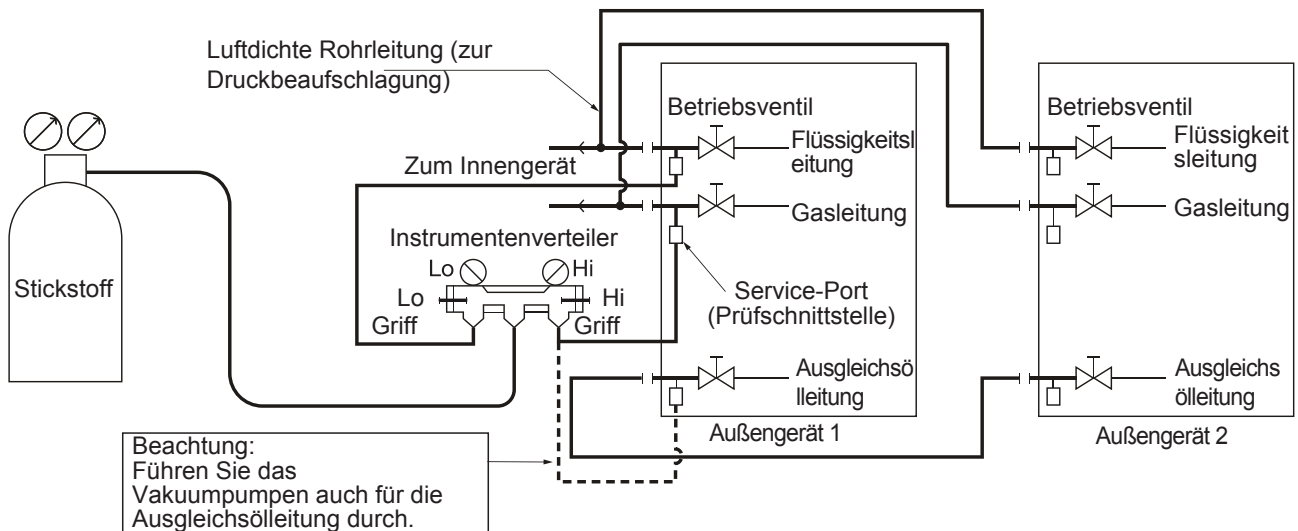 Luftdichte Rohrleitung (zur
Druckbeaufschlagung)
Betriebsventil
Flüssigkeitsl
eitung
Zum Innengerät
Gasleitung
Instrumentenverteiler
Lo
Hi
Lo
Griff
Hi
Griff
Stickstoff
Service-Port
(Prüfschnittstelle)
Ausgleichsö
lleitung
Außengerät 1
Betriebsventil
Flüssigkeit
sleitung
Gasleitung
Ausgleichs
ölleitung
Außengerät 2
Beachtung:
Führen Sie das
Vakuumpumpen auch für die
Ausgleichsölleitung durch.